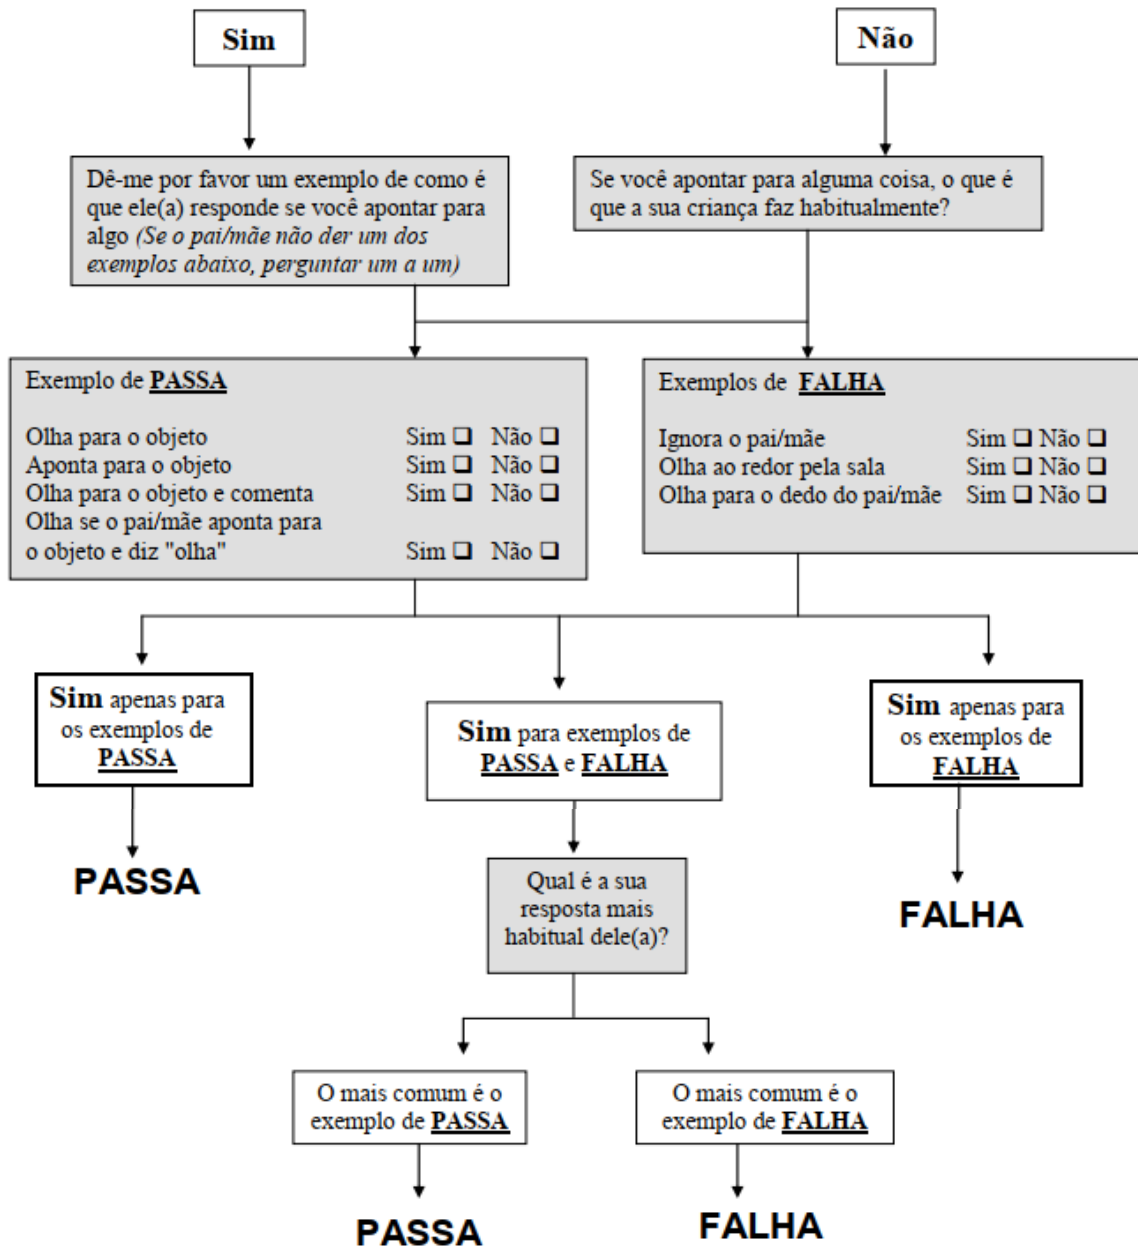 Sim
Não
Dê-me por favor um exemplo de como é
que ele(a) responde se você apontar para
algo (Se o pai/mãe não der um dos
exemplos abaixo, perguntar um a um)
Se você apontar para alguma coisa, o que é
que a sua criança faz habitualmente?
Exemplo de PASSA
Olha para o objeto Sim ❑ Não ❑
Aponta para o objeto Sim ❑ Não ❑
Olha para o objeto e comenta Sim ❑ Não ❑
Olha se o pai/mãe aponta para
o objeto e diz "olha" Sim ❑ Não ❑
Exemplos de FALHA
Ignora o pai/mãe Sim ❑ Não ❑
Olha ao redor pela sala Sim ❑ Não ❑
Olha para o dedo do pai/mãe Sim ❑ Não ❑
Sim apenas para
os exemplos de
PASSA
Sim para exemplos de
PASSA e FALHA
Sim apenas para
os exemplos de
FALHA
PASSA
Qual é a sua
resposta mais
habitual dele(a)?
FALHA
O mais comum é o
exemplo de PASSA
O mais comum é o
exemplo de FALHA
PASSA
FALHA